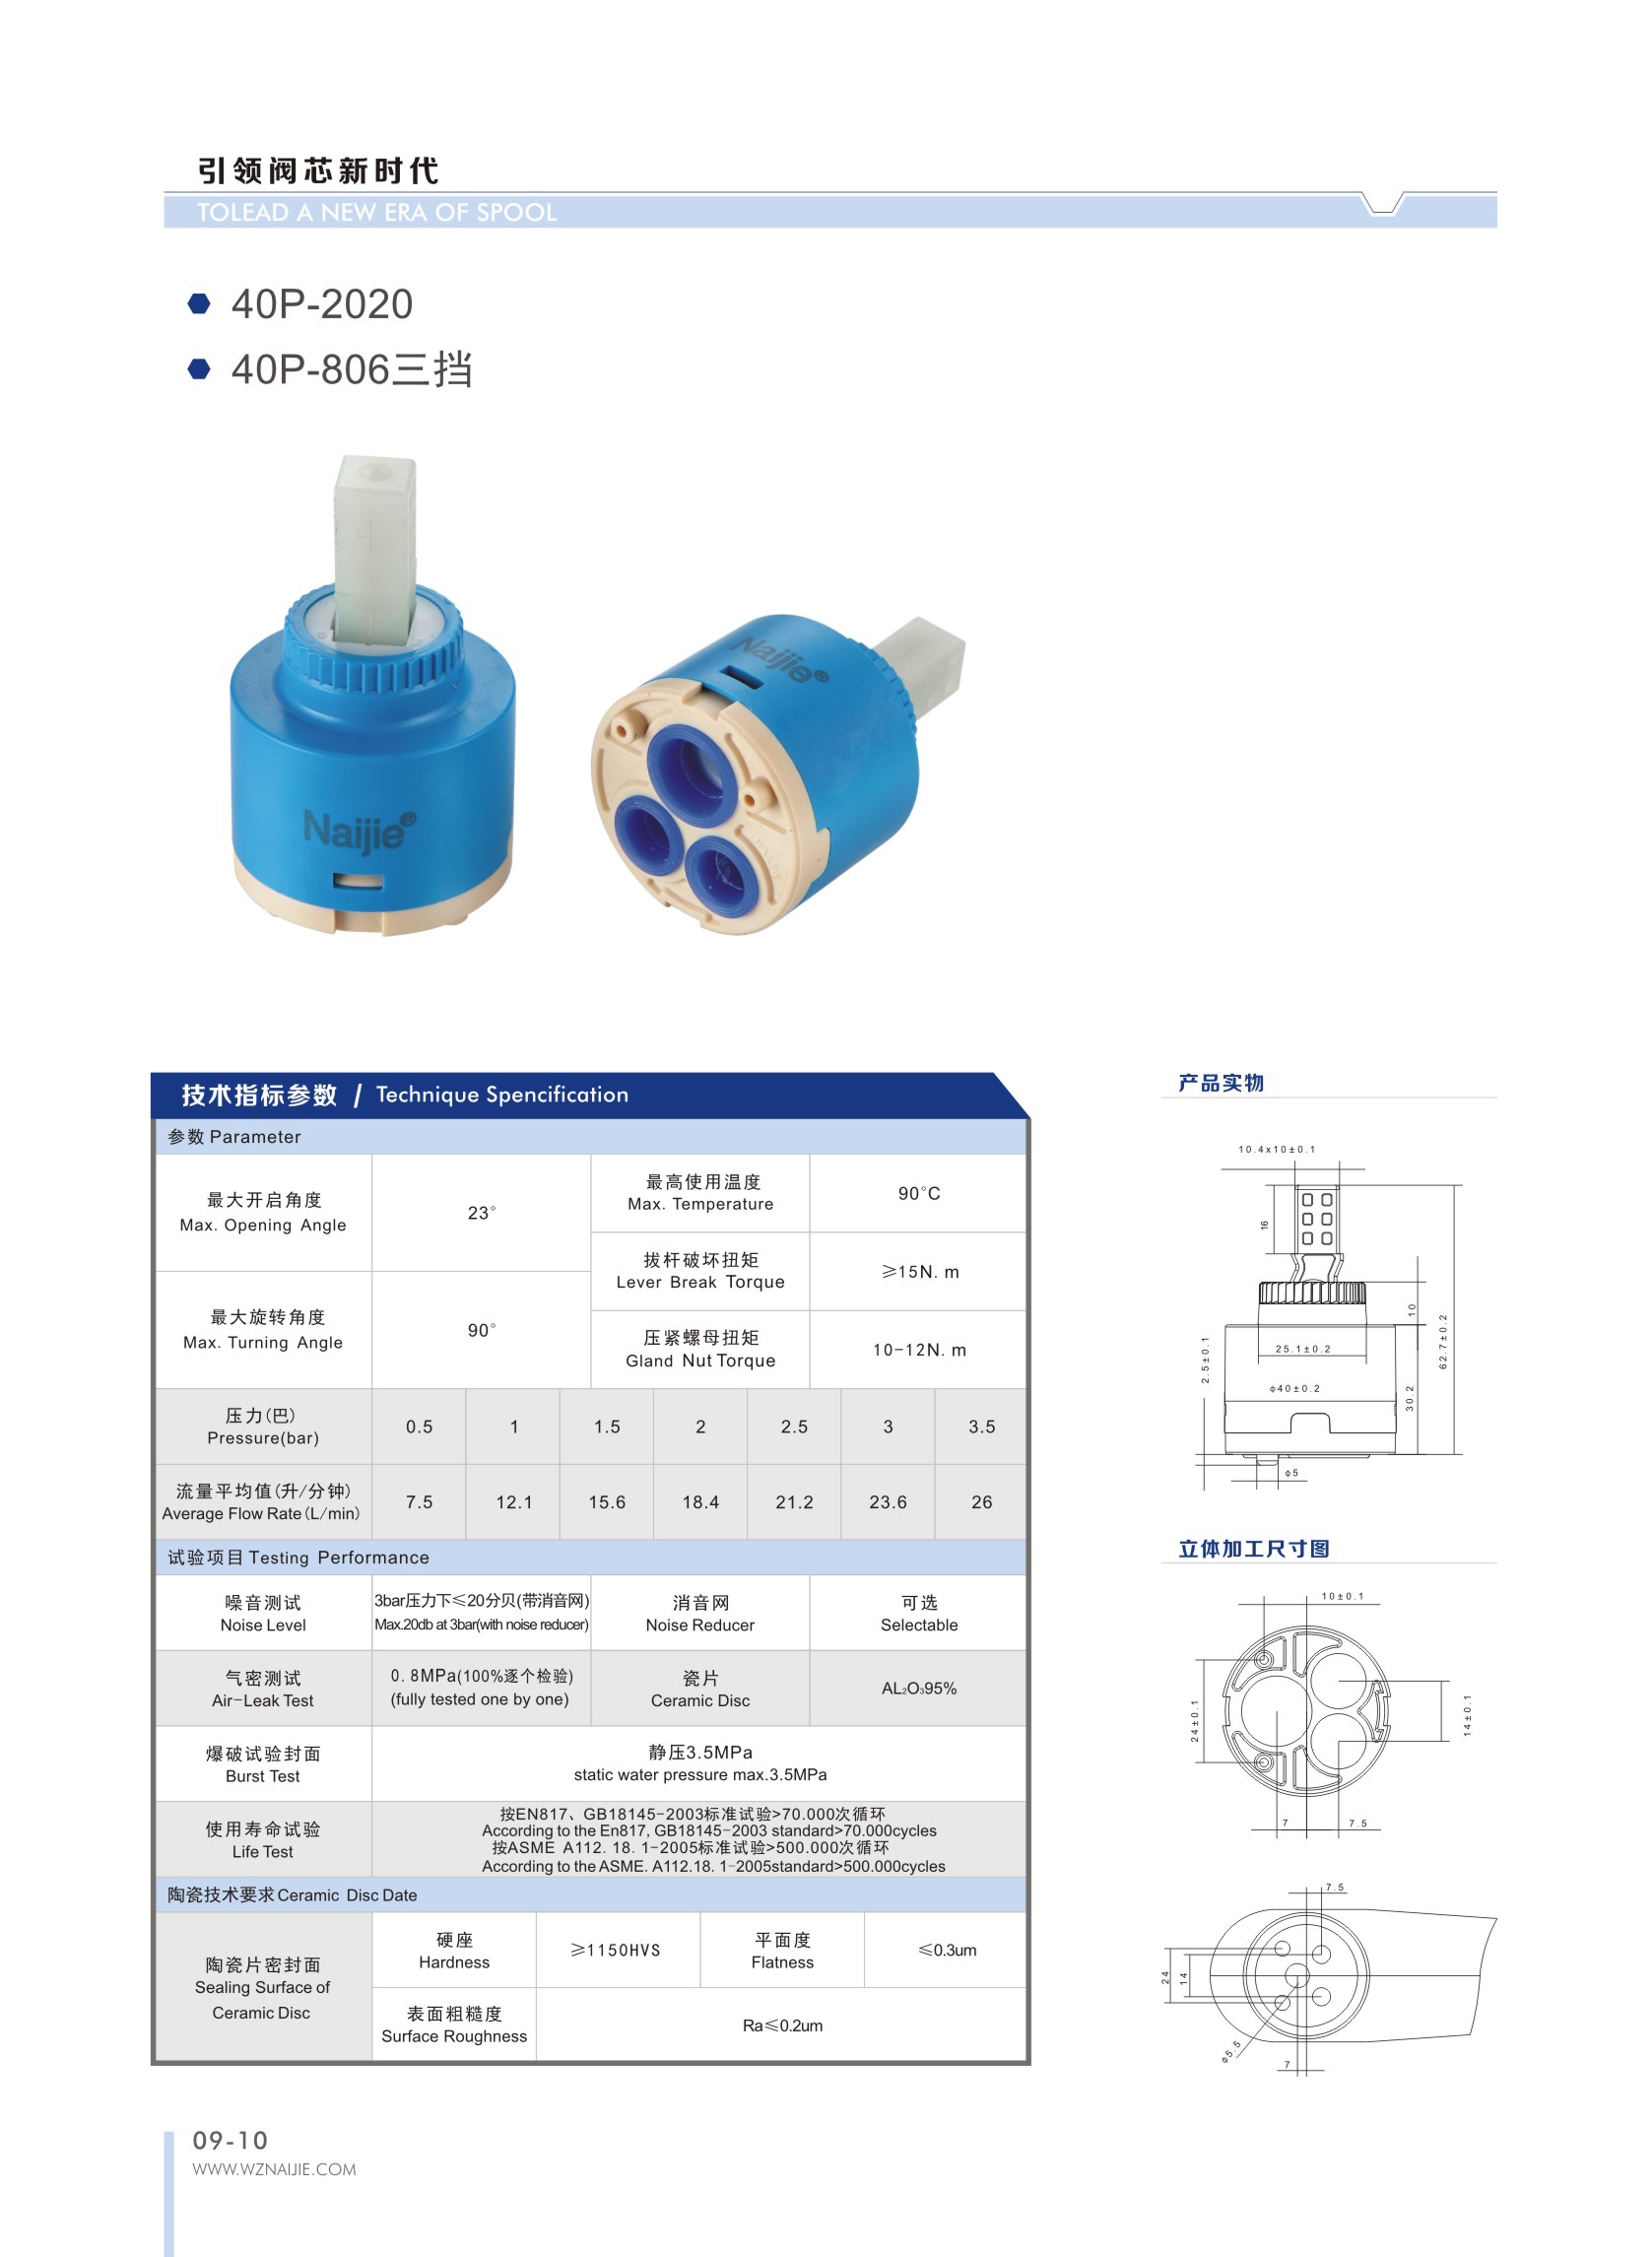 引领阀芯新时代
TOLEAD A NEW ERA OF SPOOL
40P-2020
40P-806三挡
Naijie®
Naijie®
技术指标参数 / Technique Spencification
参数 Parameter
最大开启角度
Max. Opening Angle
23°
最高使用温度
Max. Temperature
90°C
拔杆破坏扭矩
Lever Break Torque
≥15N. m
最大旋转角度
Max. Turning Angle
90°
压紧螺母扭矩
Gland Nut Torque
10-12N. m
压力(巴)
Pressure(bar)
0.5 1 1.5 2 2.5 3 3.5
流量平均值(升/分钟)
Average Flow Rate(L/min)
7.5 12.1 15.6 18.4 21.2 23.6 26
试验项目 Testing Performance
噪音测试
Noise Level
3bar压力下≤20分贝(带消音网)
Max.20db at 3bar(with noise reducer)
消音网
Noise Reducer
可选
Selectable
气密测试
Air-Leak Test
0. 8MPa(100%逐个检验)
(fully tested one by one)
瓷片
Ceramic Disc
AL₂O₃95%
爆破试验封面
Burst Test
静压3.5MPa
static water pressure max.3.5MPa
使用寿命试验
Life Test
按EN817、GB18145-2003标准试验>70.000次循环
According to the En817, GB18145-2003 standard>70.000cycles
按ASME A112. 18. 1-2005标准试验>500.000次循环
According to the ASME. A112.18. 1-2005standard>500.000cycles
陶瓷技术要求 Ceramic Disc Date
陶瓷片密封面
Sealing Surface of
Ceramic Disc
硬座
Hardness
≥1150HVS
平面度
Flatness
≤0.3um
表面粗糙度
Surface Roughness
Ra≤0.2um
产品实物
10.4x10±0.1
16
10
62.7±0.2
2.5±0.1
25.1±0.2
φ40±0.2
30.2
φ5
立体加工尺寸图
10±0.1
24±0.1
14±0.1
7
7.5
7.5
24
14
φ5.5
7
09-10
WWW.WZNAIJIE.COM